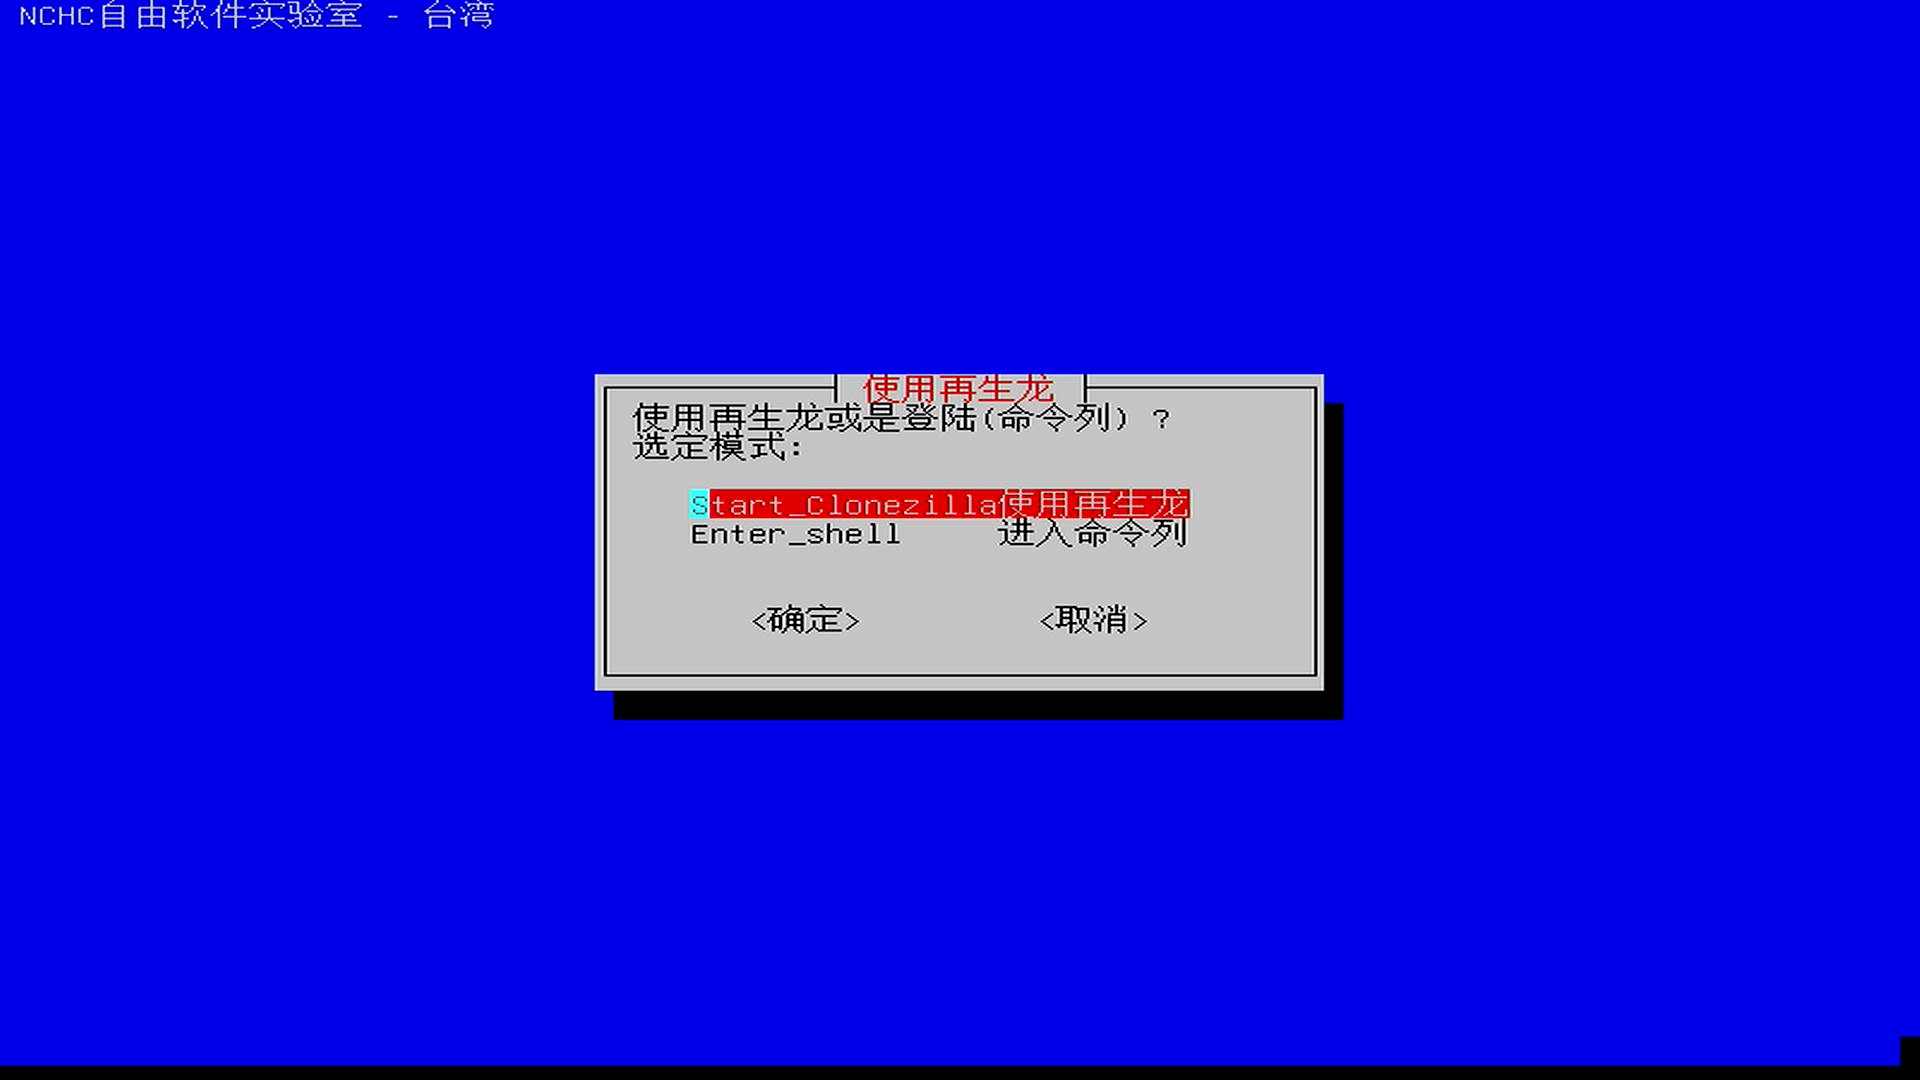 NCHC自由软件实验室 - 台湾
使用再生龙
使用再生龙或是登陆(命令列) ?
选定模式:
Start_Clonezilla使用再生龙
Enter_shell 进入命令列
<确定> <取消>